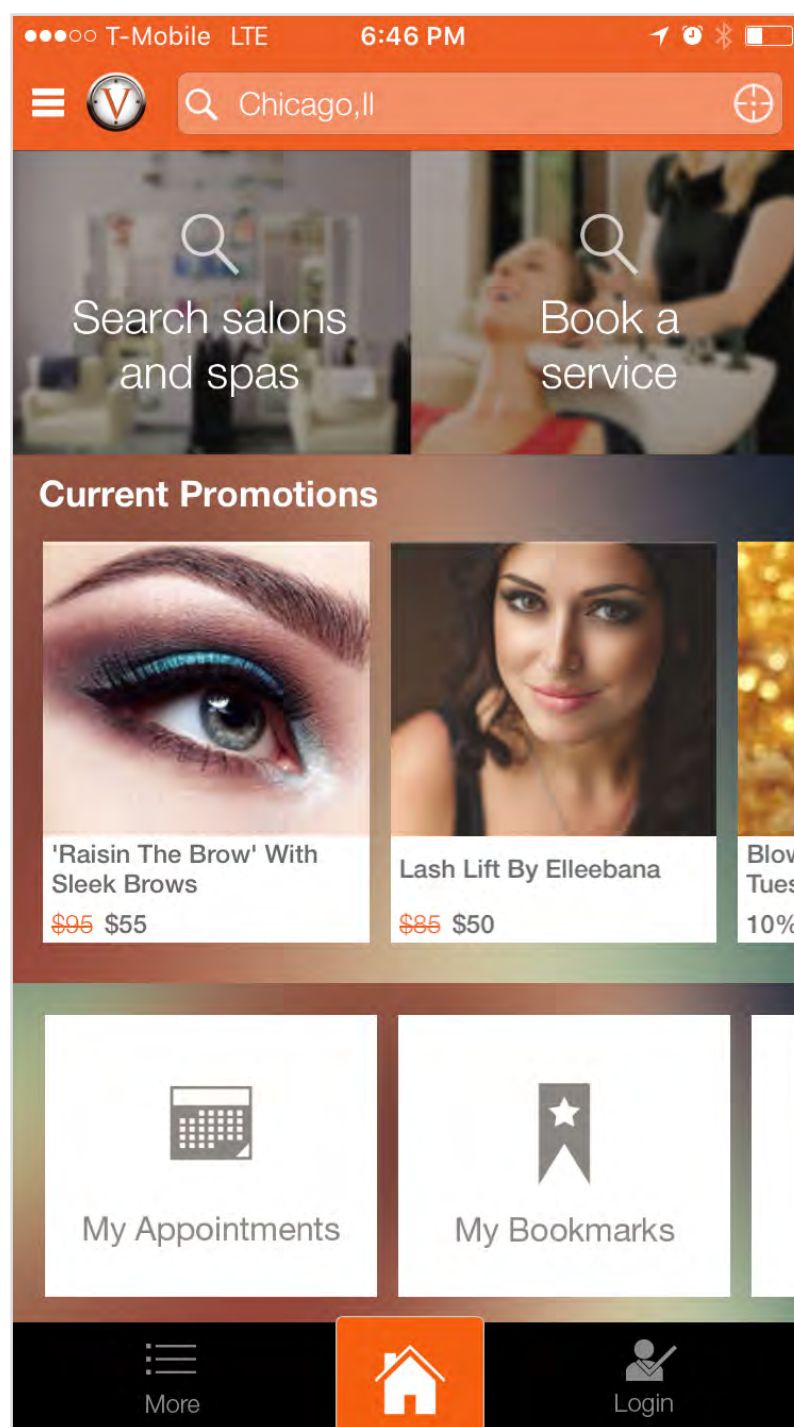 T-Mobile LTE 6:46 PM
V
Chicago,Il
Search salons
and spas
Book a
service
Current Promotions
'Raisin The Brow' With
Sleek Brows
$95 $55
Lash Lift By Elleebana
$85 $50
Blow
Tues
10%
My Appointments
My Bookmarks
More
Login